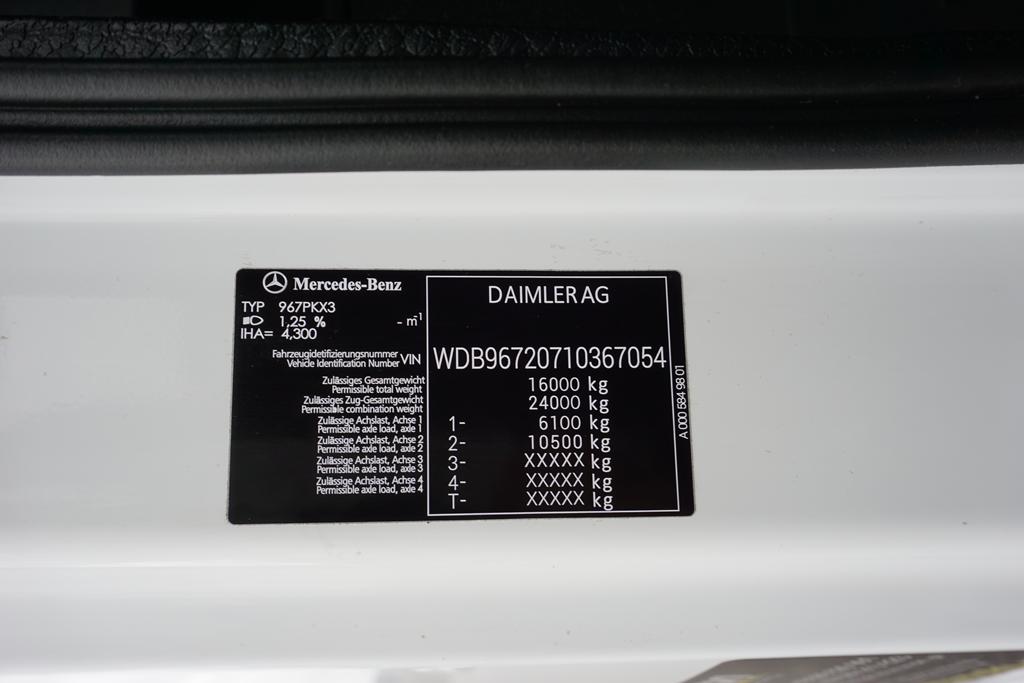 Mercedes-Benz
TYP 967PKX3
1,25 % - m⁻¹
IHA= 4,300
DAIMLER AG
Fahrzeugidetifizierungsnummer
Vehicle Identification Number VIN WDB96720710367054
Zulässiges Gesamtgewicht
Permissible total weight 16000 kg
Zulässiges Zug-Gesamtgewicht
Permissible combination weight 24000 kg
Zulässige Achslast, Achse 1
Permissible axle load, axle 1 1- 6100 kg
Zulässige Achslast, Achse 2
Permissible axle load, axle 2 2- 10500 kg
Zulässige Achslast, Achse 3
Permissible axle load, axle 3 3- XXXXX kg
Zulässige Achslast, Achse 4
Permissible axle load, axle 4 4- XXXXX kg
T- XXXXX kg
A 000 584 98 01